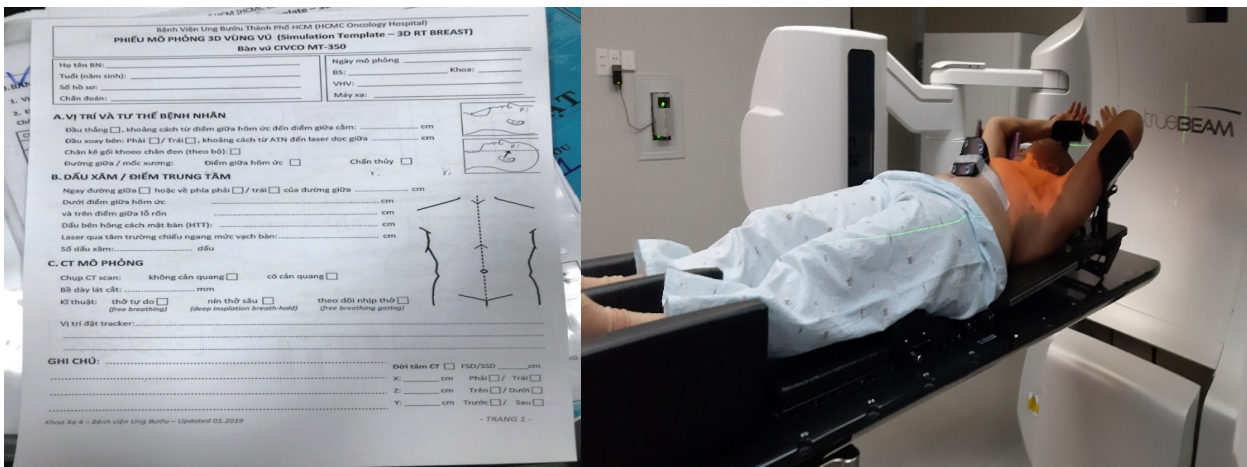 Bệnh Viện Ung Bướu Thành Phố HCM (HCMC Oncology Hospital)
PHIẾU MÔ PHỎNG 3D VÙNG VÚ (Simulation Template – 3D RT BREAST)
Bàn vú CIVCO MT-350
Họ tên BN:
Tuổi (năm sinh):
Số hồ sơ:
Chẩn đoán:
Ngày mô phỏng
BS: Khoa:
VHV:
Máy xạ:
A. VỊ TRÍ VÀ TƯ THẾ BỆNH NHÂN
Đầu thẳng, khoảng cách từ điểm giữa hõm ức đến điểm giữa cằm: cm
Đầu xoay bên: Phải / Trái, khoảng cách từ ATN đến laser dọc giữa cm
Chân kê gối khoeo chân đen (theo bộ):
Đường giữa / mốc xương: Điểm giữa hõm ức Chẩn thủy
B. DẤU XĂM / ĐIỂM TRUNG TÂM
Ngay đường giữa hoặc về phía phải / trái của đường giữa cm
Dưới điểm giữa hõm ức cm
và trên điểm giữa lỗ rốn cm
Dấu bên hông cách mặt bàn (HTT): cm
Laser qua tâm trường chiếu ngang mức vạch bàn: cm
Số dấu xăm: dấu
C. CT MÔ PHỎNG
Chụp CT scan: không cản quang có cản quang
Bề dày lát cắt: mm
Kĩ thuật: thở tự do nín thở sâu theo dõi nhịp thở
(free breathing) (deep insplation breath-hold) (free breathing gating)
Vị trí đặt tracker:
GHI CHÚ:
Dời tâm CT FSD/SSD cm
X: cm Phải / Trái
Z: cm Trên / Dưới
Y: cm Trước / Sau
Khoa Xạ 4 – Bệnh viện Ung Bướu – Updated 01.2019
- TRANG 1 -
trueBEAM